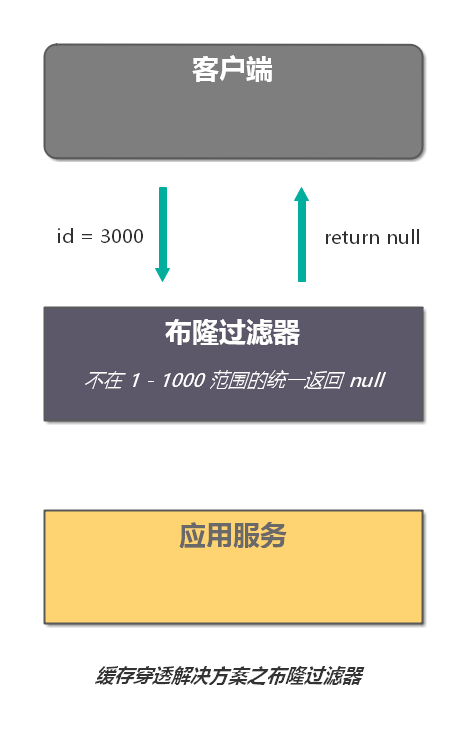 客户端
id = 3000
return null
布隆过滤器
不在 1 - 1000 范围的统一返回 null
应用服务
缓存穿透解决方案之布隆过滤器